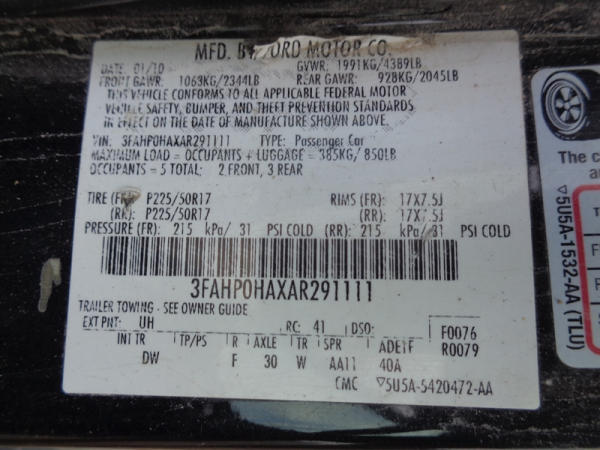 MFD. BY FORD MOTOR CO.
DATE: 01/10 GVWR: 1991KG/4389LB
FRONT GAWR: 1063KG/2344LB REAR GAWR: 928KG/2045LB
THIS VEHICLE CONFORMS TO ALL APPLICABLE FEDERAL MOTOR
VEHICLE SAFETY, BUMPER, AND THEFT PREVENTION STANDARDS
IN EFFECT ON THE DATE OF MANUFACTURE SHOWN ABOVE.
VIN: 3FAHP0HAXAR291111 TYPE: Passenger Car
MAXIMUM LOAD = OCCUPANTS + LUGGAGE = 385KG/ 850LB
OCCUPANTS = 5 TOTAL: 2 FRONT, 3 REAR
TIRE (FR): P225/50R17 RIMS (FR): 17X7.5J
(RR): P225/50R17 (RR): 17X7.5J
PRESSURE (FR): 215 kPa/ 31 PSI COLD (RR): 215 kPa/ 31 PSI COLD
3FAHP0HAXAR291111
TRAILER TOWING - SEE OWNER GUIDE
EXT PNT: UH RC: 41 DSO: F0076
R0079
INT TR TP/PS R AXLE TR SPR ADE1F
DW F 30 W AA11 40A
CMC ▽5U5A-5420472-AA
The c
▽5U5A-1532-AA (TLU)